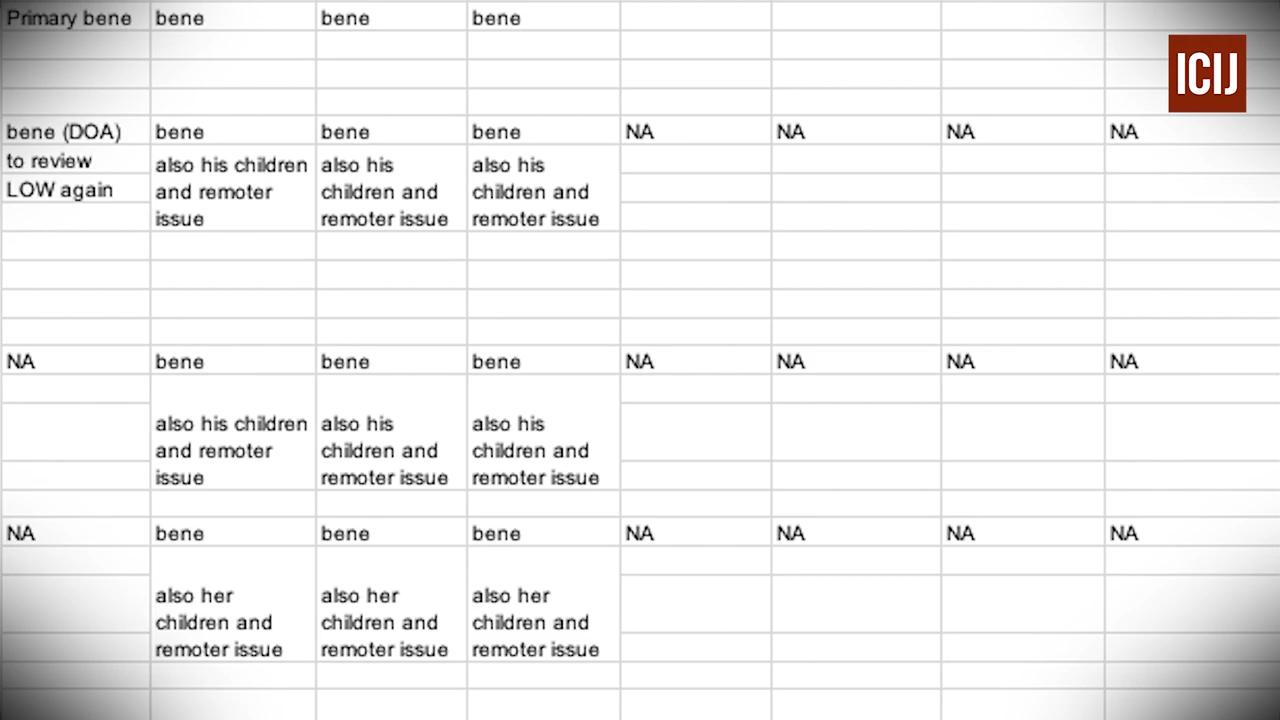 Primary bene bene bene bene
ICIJ
bene (DOA) bene bene bene NA NA NA NA
to review also his children also his also his
LOW again and remoter children and children and
issue remoter issue remoter issue
NA bene bene bene NA NA NA NA
also his children also his also his
and remoter children and children and
issue remoter issue remoter issue
NA bene bene bene NA NA NA NA
also her also her also her
children and children and children and
remoter issue remoter issue remoter issue